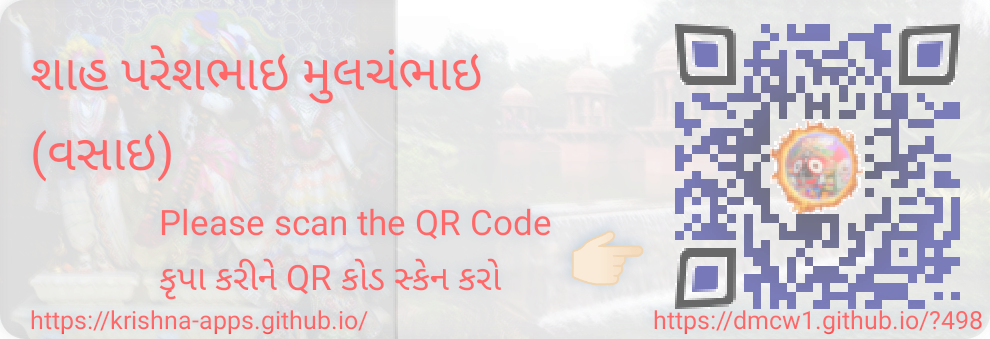 શાહ પરેશભાઇ મુલચંભાઇ
(વસાઇ)
Please scan the QR Code
કૃપા કરીને QR કોડ સ્કેન કરો
https://krishna-apps.github.io/
https://dmcw1.github.io/?498